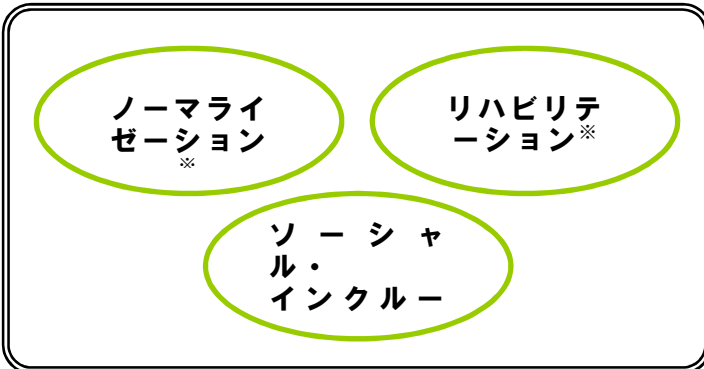 ノーマライ
ゼーション
※
リハビリテ
ーション※
ソーシャ
ル・
インクルー